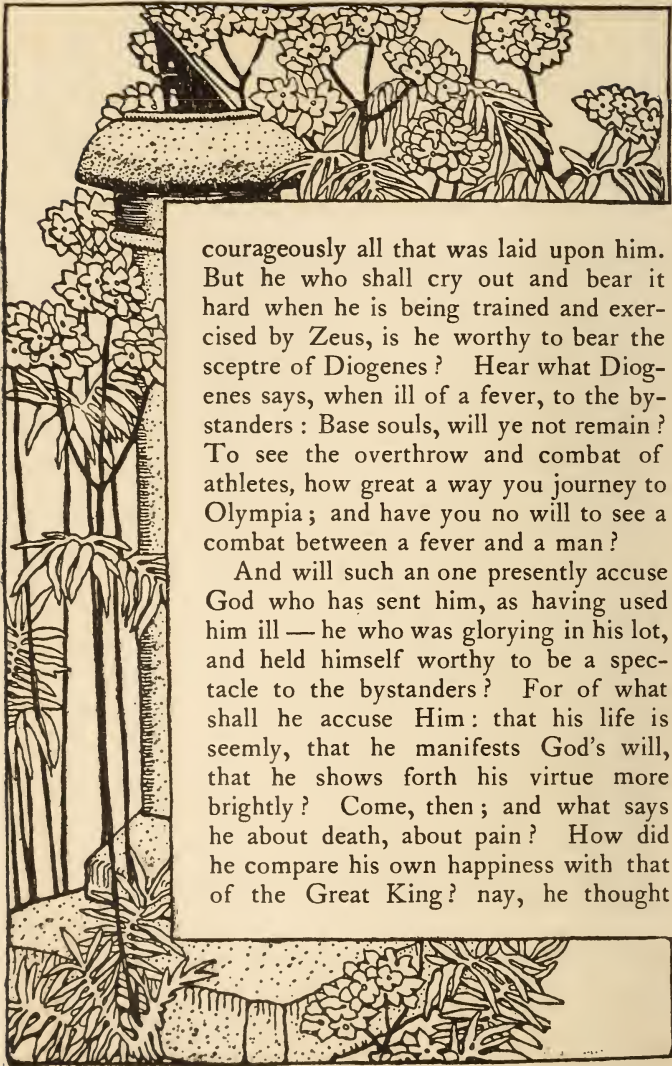 courageously all that was laid upon him.
But he who shall cry out and bear it
hard when he is being trained and exer-
cised by Zeus, is he worthy to bear the
sceptre of Diogenes ? Hear what Diog-
enes says, when ill of a fever, to the by-
standers : Base souls, will ye not remain ?
To see the overthrow and combat of
athletes, how great a way you journey to
Olympia ; and have you no will to see a
combat between a fever and a man ?
And will such an one presently accuse
God who has sent him, as having used
him ill — he who was glorying in his lot,
and held himself worthy to be a spec-
tacle to the bystanders ? For of what
shall he accuse Him : that his life is
seemly, that he manifests God's will,
that he shows forth his virtue more
brightly ? Come, then ; and what says
he about death, about pain ? How did
he compare his own happiness with that
of the Great King ? nay, he thought